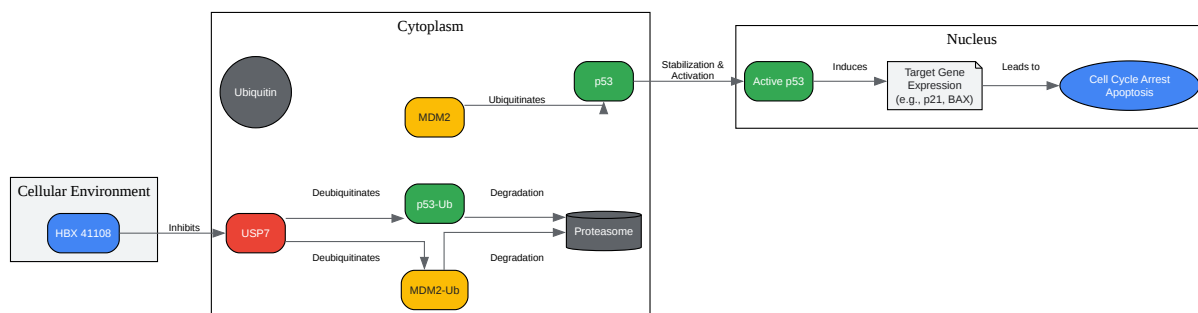 Cytoplasm
Nucleus
Ubiquitin
p53
Stabilization &
Activation
Active p53
Induces
Target Gene
Expression
(e.g., p21, BAX)
Leads to
Cell Cycle Arrest
Apoptosis
MDM2
Ubiquitinates
Cellular Environment
HBX 41108
Inhibits
USP7
Deubiquitinates
p53-Ub
Degradation
Proteasome
Deubiquitinates
MDM2-Ub
Degradation